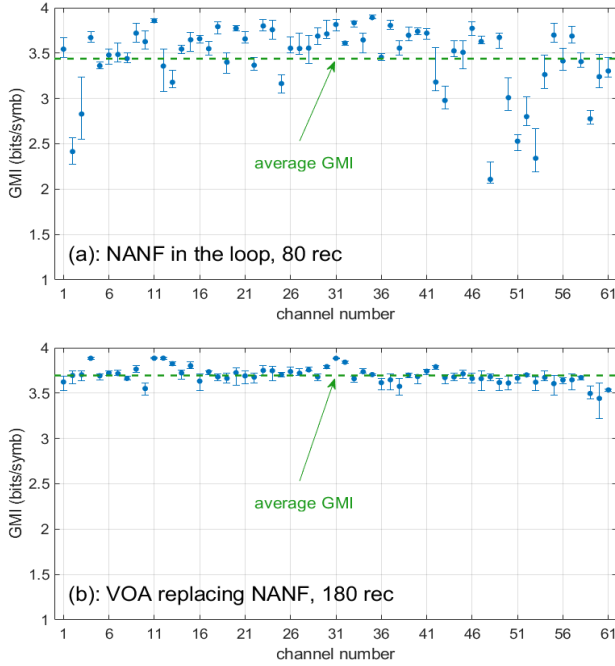 4
3.5
3
2.5
2
1.5
1
GMI (bits/symb)
average GMI
(a): NANF in the loop, 80 rec
1 6 11 16 21 26 31 36 41 46 51 56 61
channel number
4
3.5
3
2.5
2
1.5
1
GMI (bits/symb)
average GMI
(b): VOA replacing NANF, 180 rec
1 6 11 16 21 26 31 36 41 46 51 56 61
channel number